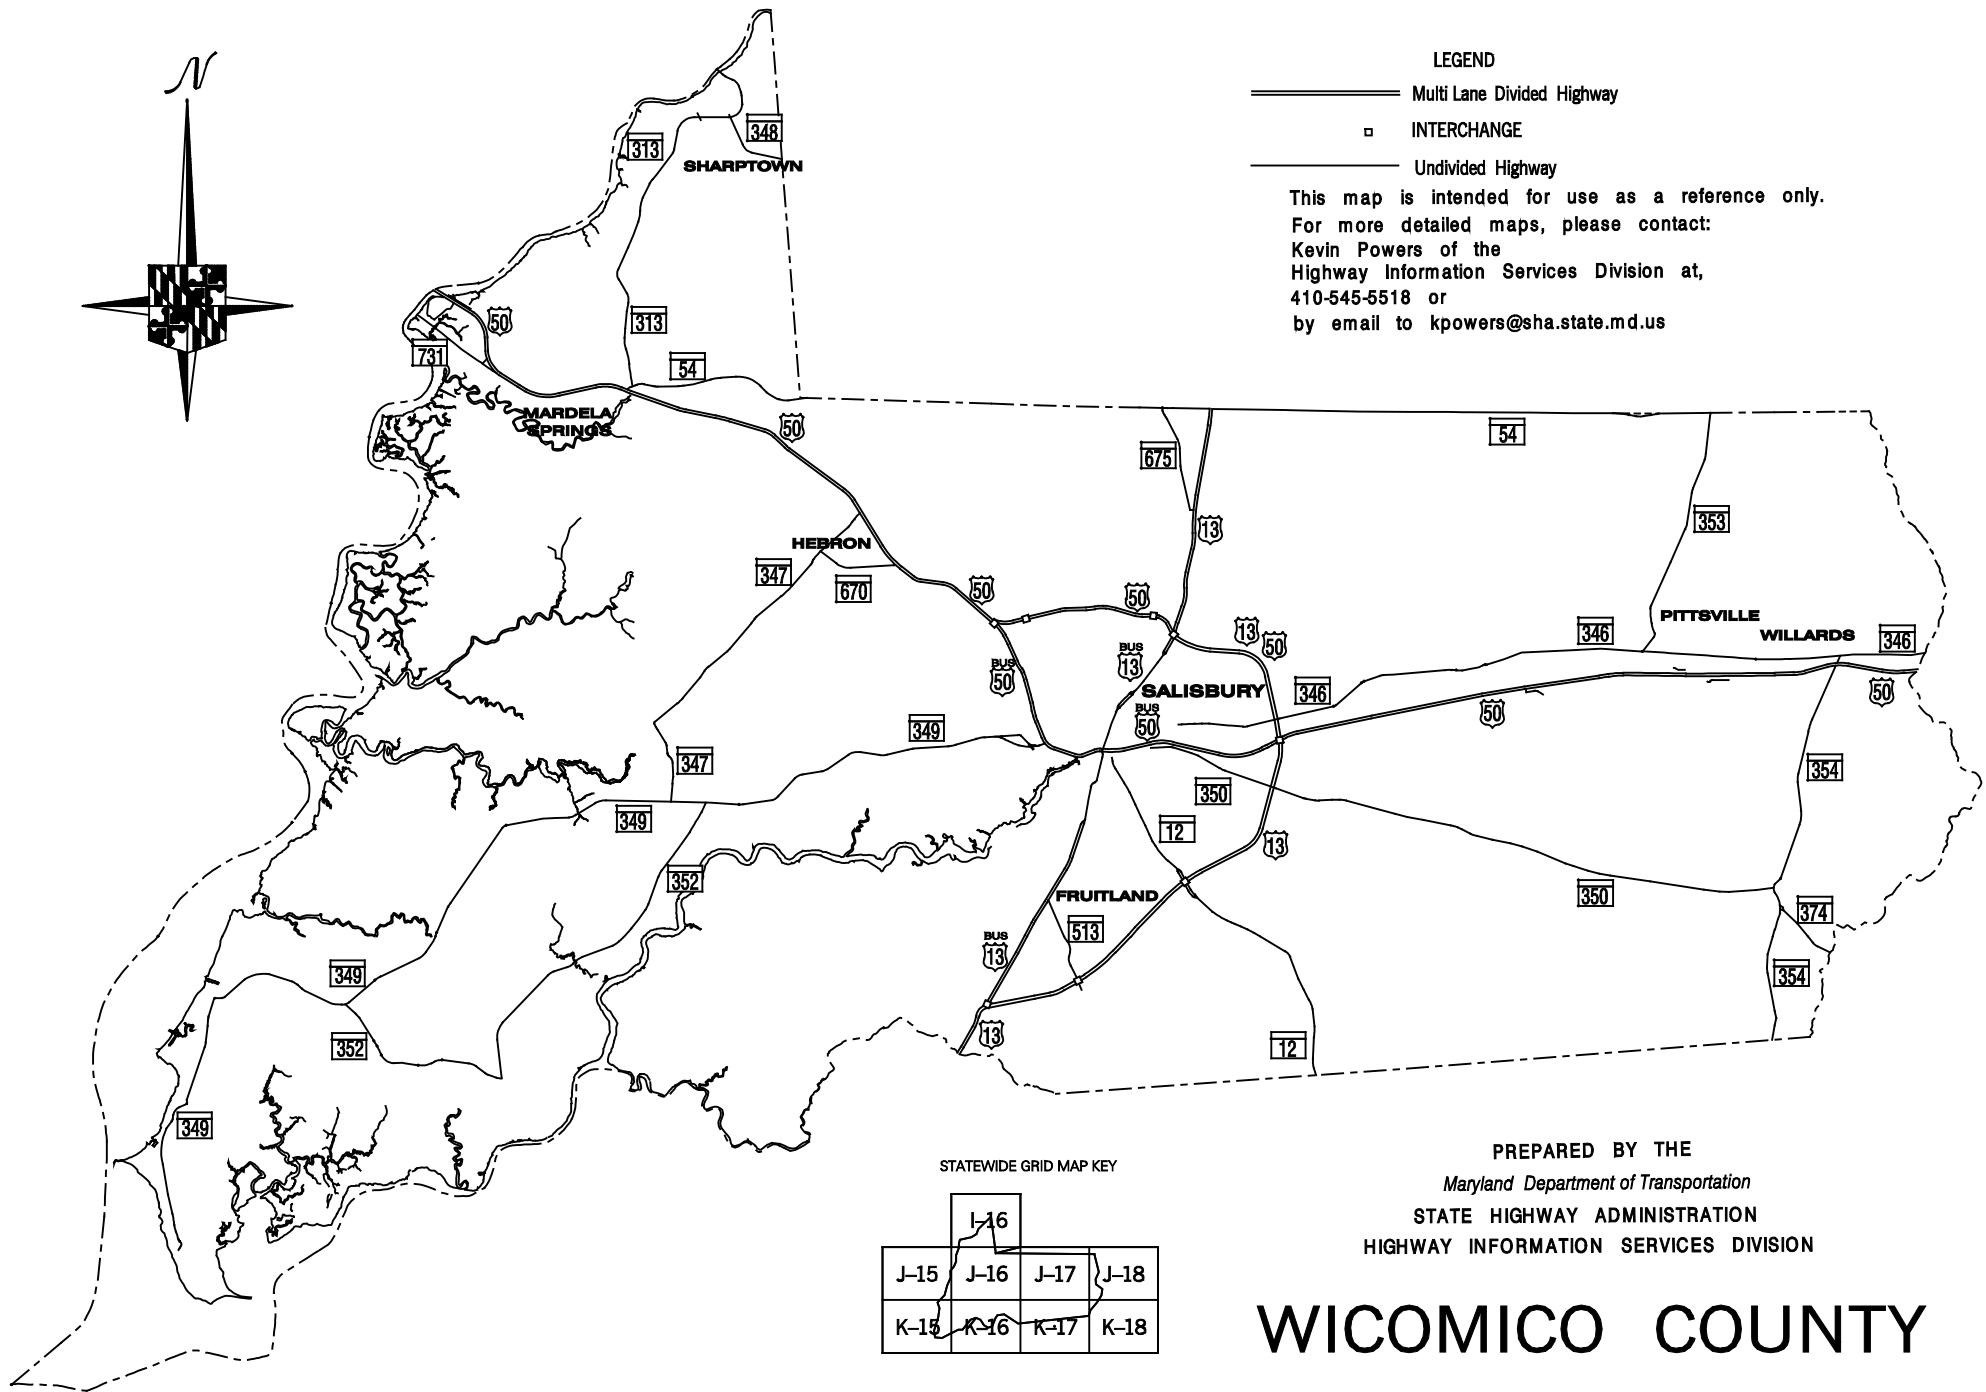 N
LEGEND
Multi Lane Divided Highway
INTERCHANGE
Undivided Highway
This map is intended for use as a reference only.
For more detailed maps, please contact:
Kevin Powers of the
Highway Information Services Division at,
410-545-5518 or
by email to kpowers@sha.state.md.us
348
313
SHARPTOWN
50
313
731
54
MARDELA
SPRINGS
50
54
675
13
353
HEBRON
347
670
50
50
13
50
346
PITTSVILLE
WILLARDS
346
BUS
13
BUS
50
SALISBURY
346
50
BUS
50
50
349
347
354
350
349
12
13
352
350
FRUITLAND
374
513
BUS
13
349
354
13
352
12
349
STATEWIDE GRID MAP KEY
I-16
J-15
J-16
J-17
J-18
K-15
K-16
K-17
K-18
PREPARED BY THE
Maryland Department of Transportation
STATE HIGHWAY ADMINISTRATION
HIGHWAY INFORMATION SERVICES DIVISION
WICOMICO COUNTY